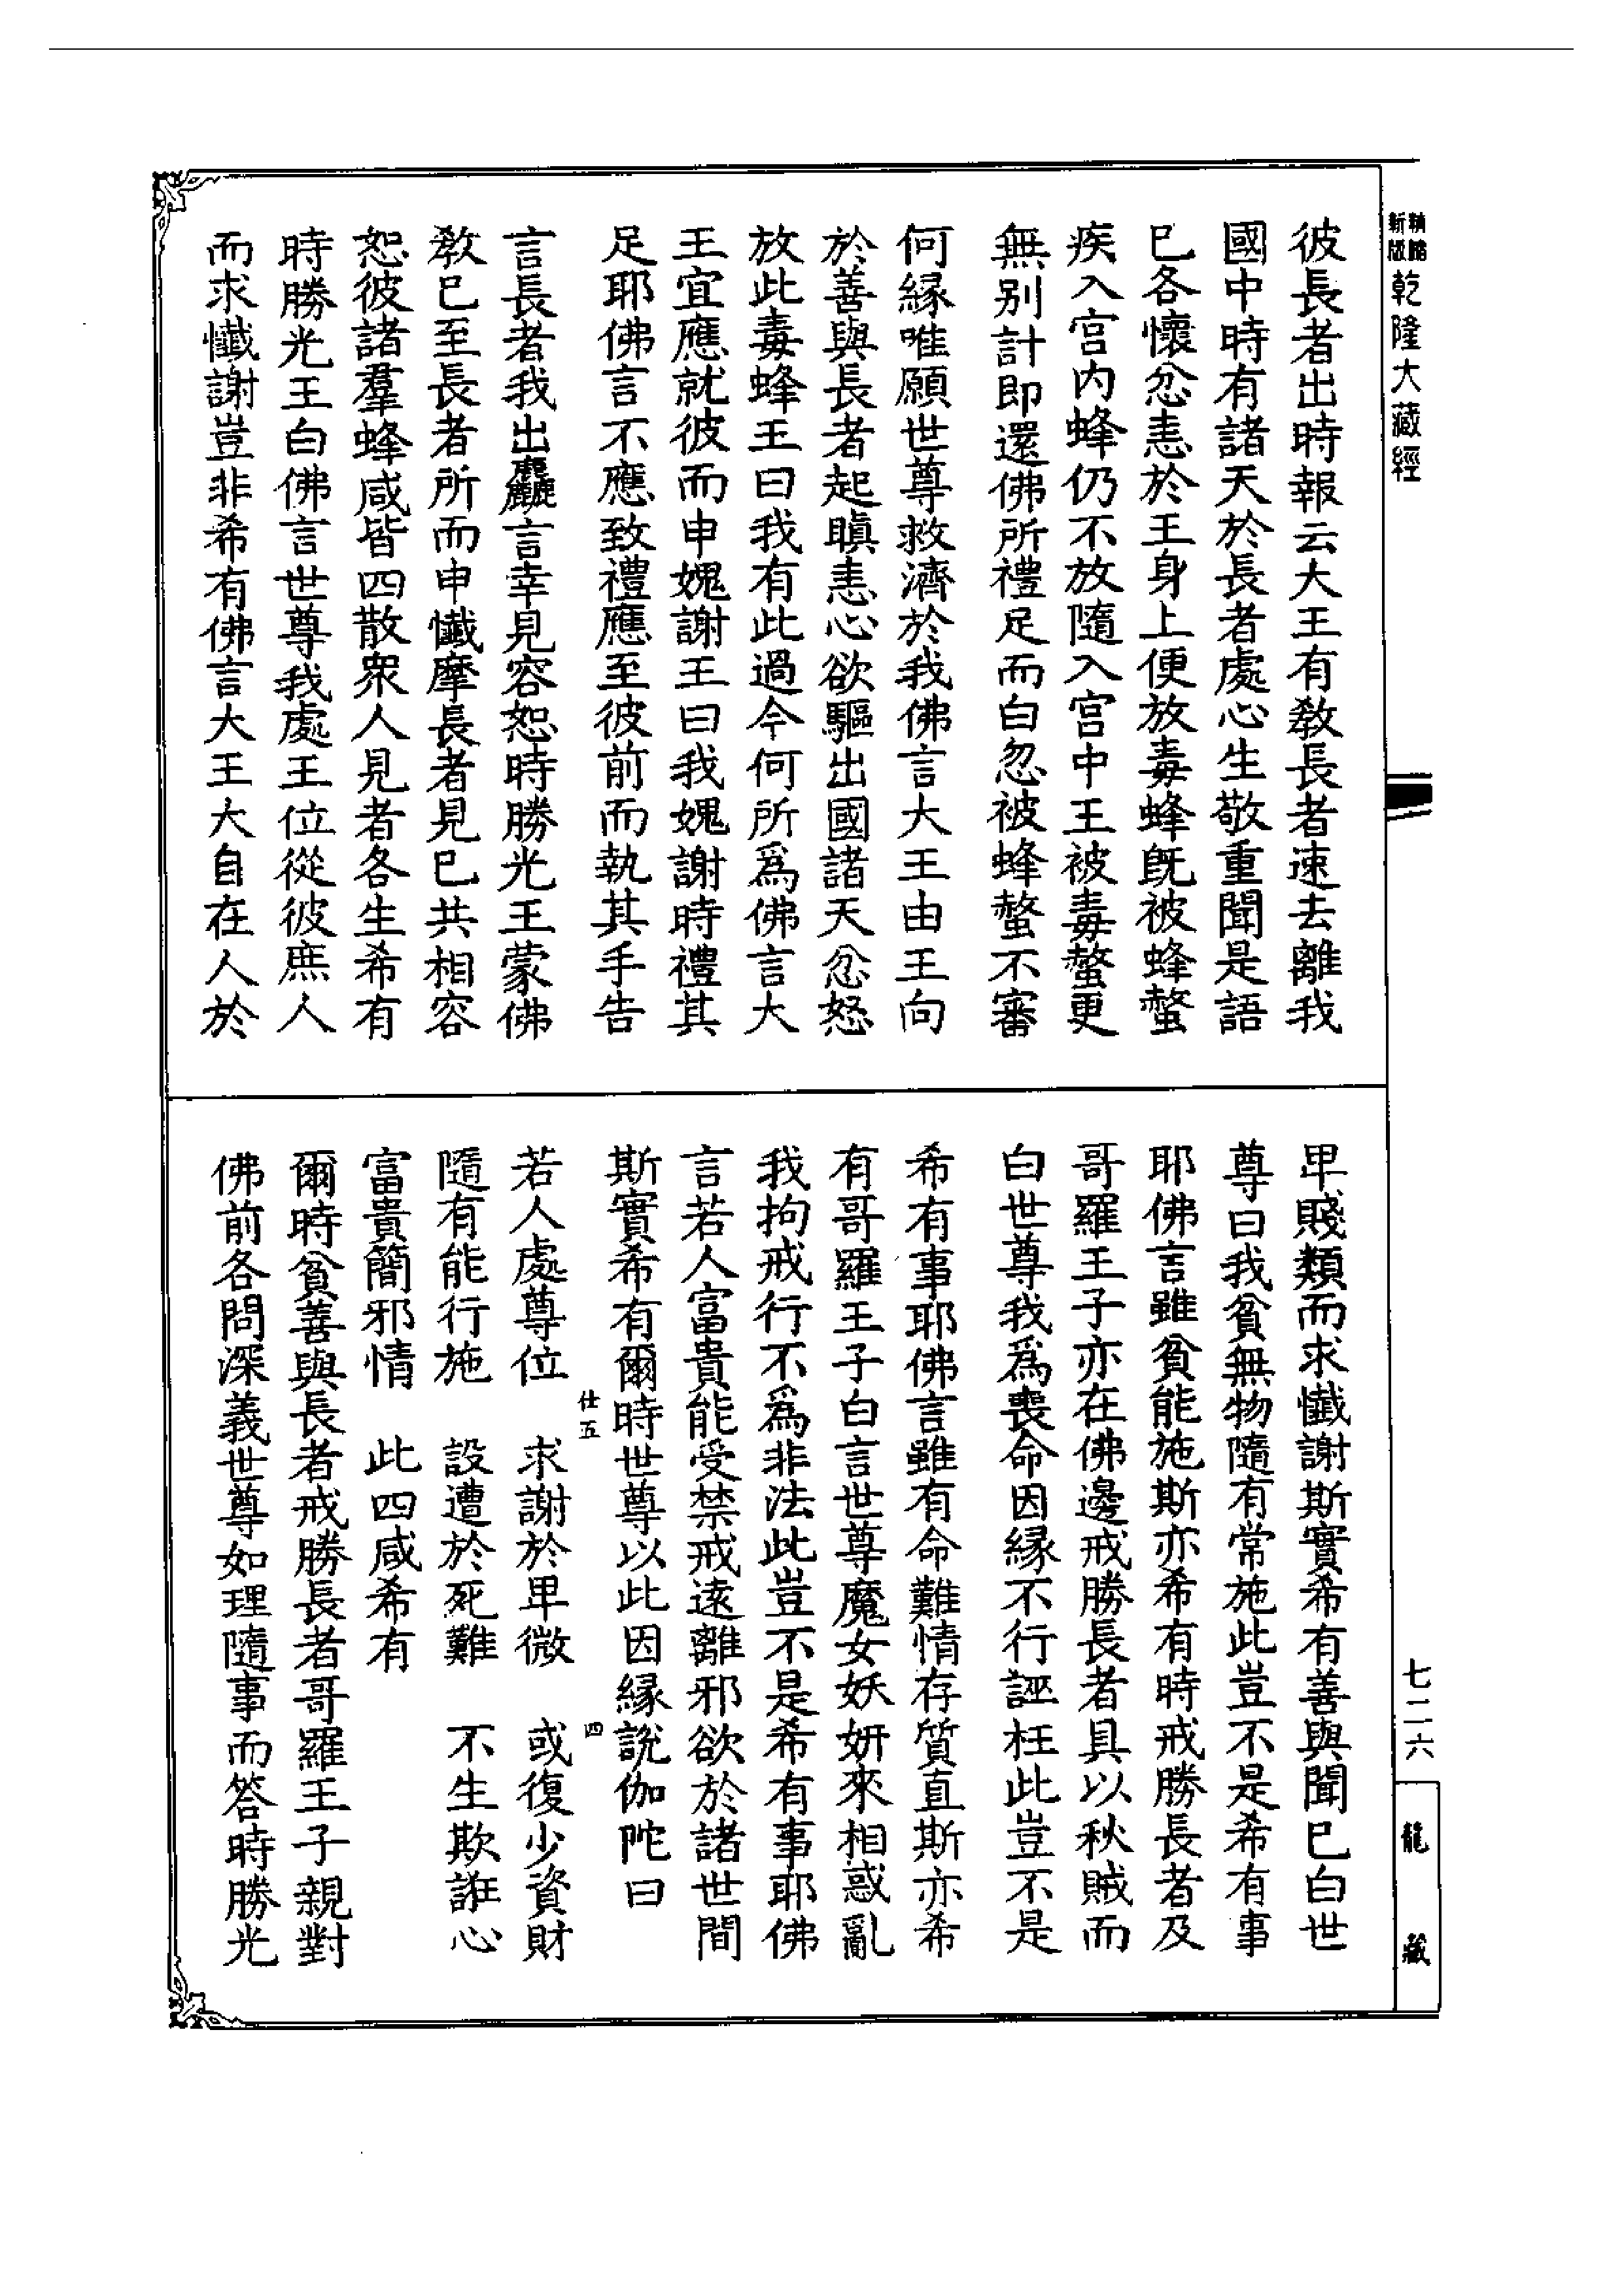 彼長者出時報云大王有敎長者速去離我
國中時有諸天於長者處心生敬重聞是語
已各懷忿恚於王身上便放毒蜂旣被蜂螫
疾入宮内蜂仍不放隨入宮中王被毒螫更
無別計即還佛所禮足而白忽被蜂螫不審
何縁唯願世尊救濟於我佛言大王由王向
於善與長者起瞋恚心欲驅出國諸天忿怒
放此毒蜂王曰我有此過今何所爲佛言大
王宜應就彼而申媿謝王曰我媿謝時禮其
足耶佛言不應致禮應至彼前而執其手告
言長者我出麤言幸見容恕時勝光王蒙佛
敎已至長者所而申懺摩長者見已共相容
恕彼諸羣蜂咸皆四散衆人見者各生希有
時勝光王白佛言世尊我處王位從彼庶人
而求懺謝豈非希有佛言大王大自在人於
卑賤類而求懺謝斯實希有善與聞已白世
尊曰我貧無物隨有常施此豈不是希有事
耶佛言雖貧能施斯亦希有時戒勝長者及
哥羅王子亦在佛邊戒勝長者具以秋賊而
白世尊我爲喪命因縁不行誣枉此豈不是
希有事耶佛言雖有命難情存質直斯亦希
有哥羅王子白言世尊魔女妖妍來相惑亂
我拘戒行不爲非法此豈不是希有事耶佛
言若人富貴能受禁戒遠離邪欲於諸世間
斯實希有爾時世尊以此因縁說伽陀曰
仕五
四
若人處尊位　求謝於卑微　或復少資財
隨有能行施　設遭於死難　不生欺誑心
富貴簡邪情　此四咸希有
爾時貧善與長者戒勝長者哥羅王子親對
佛前各問深義世尊如理隨事而答時勝光
精縮
新版
乾隆大藏經
七二六
龍藏